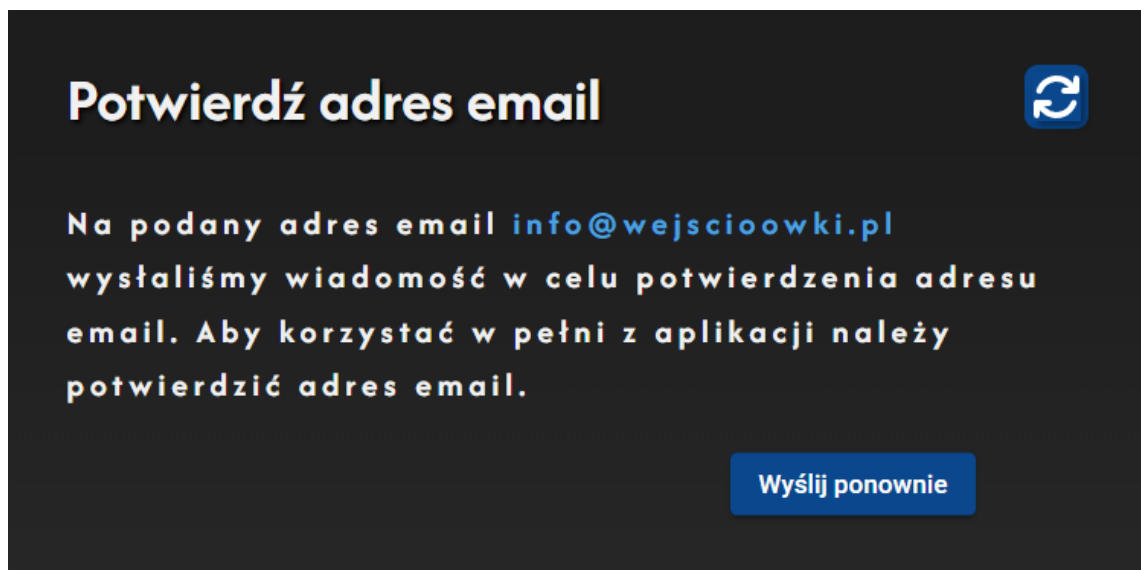 Potwierdź adres email
Na podany adres email info@wejscioowki.pl
wysłaliśmy wiadomość w celu potwierdzenia adresu
email. Aby korzystać w pełni z aplikacji należy
potwierdzić adres email.
Wyślij ponownie